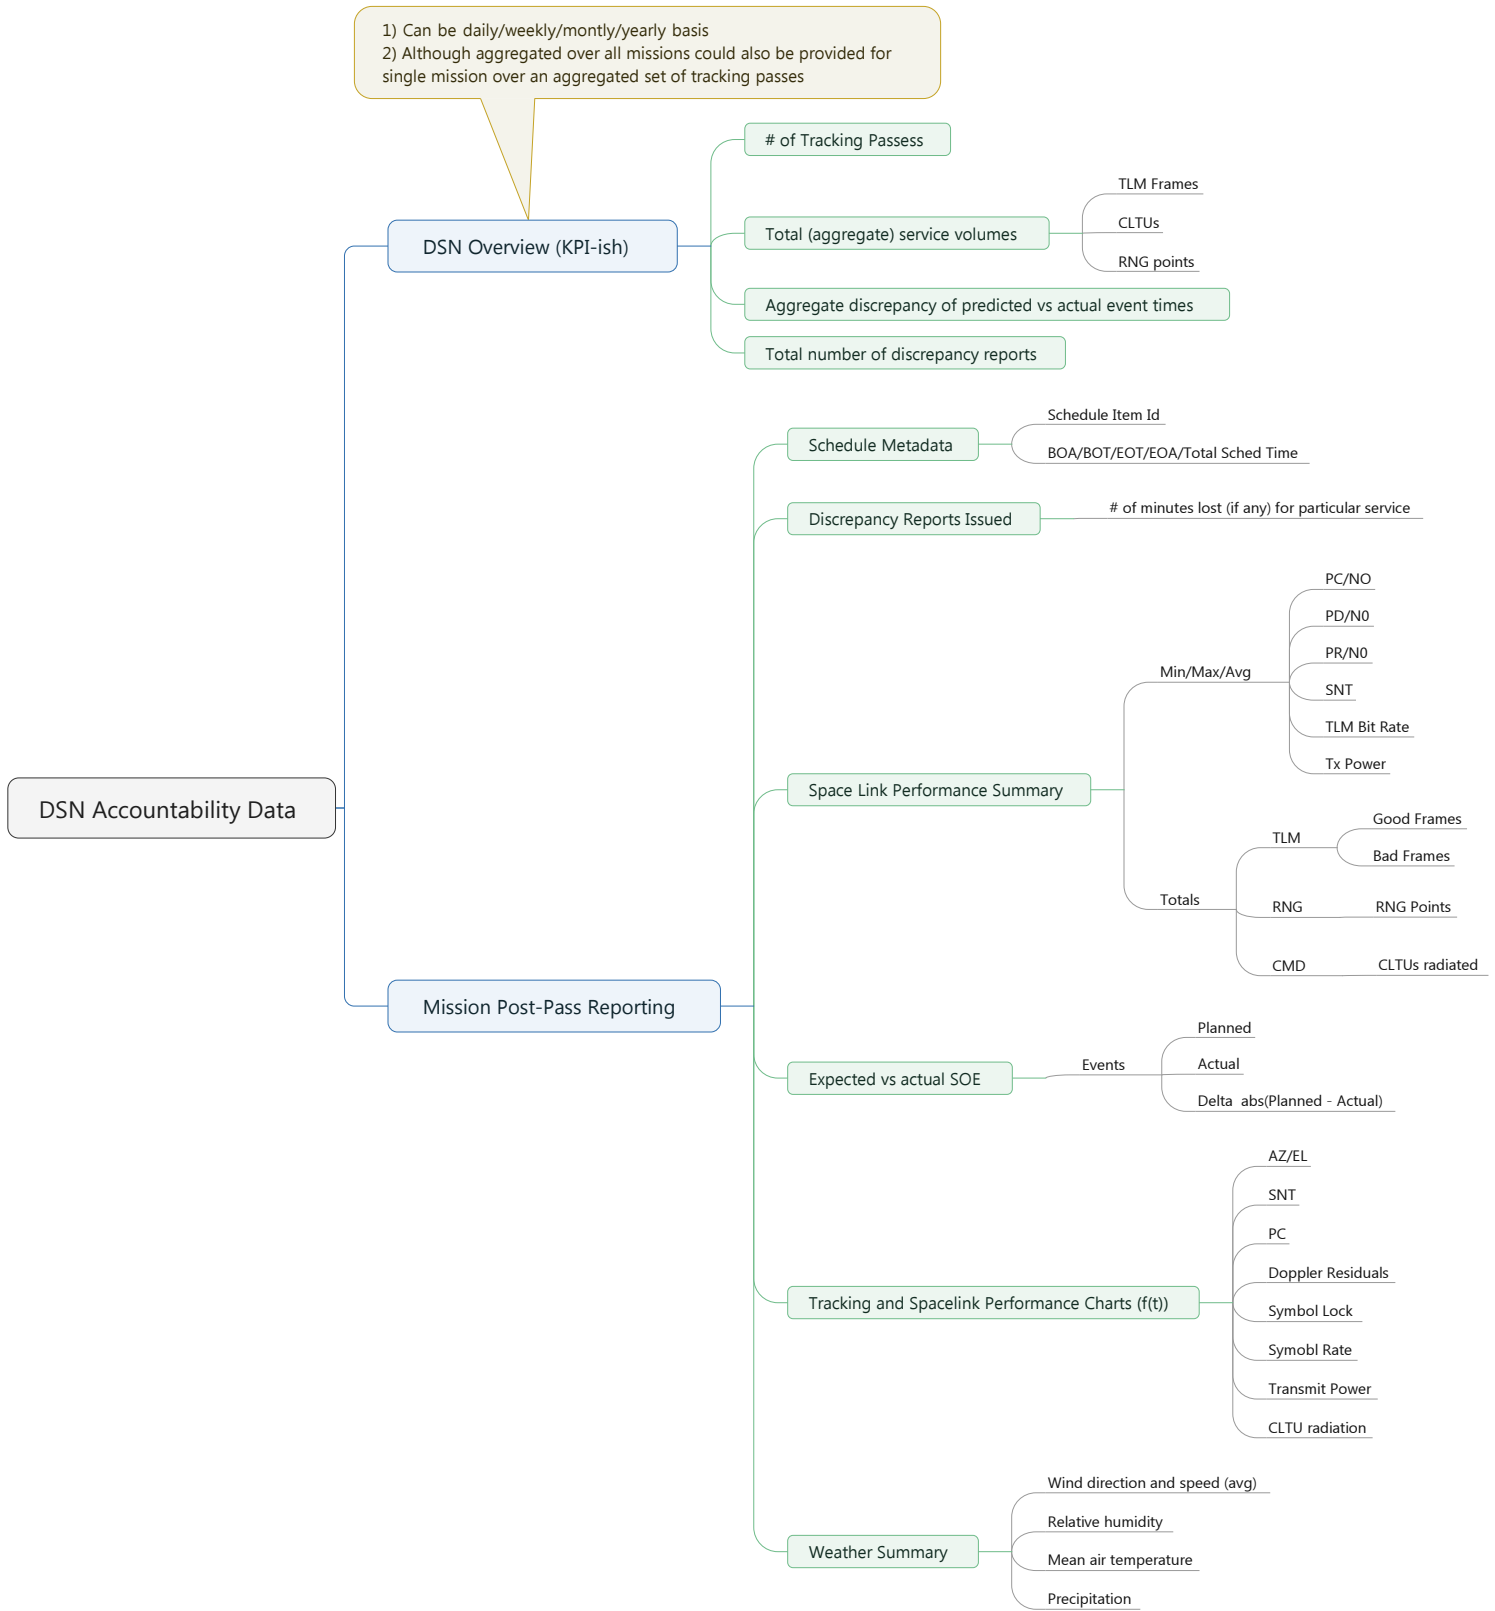 1) Can be daily/weekly/montly/yearly basis
2) Although aggregated over all missions could also be provided for
single mission over an aggregated set of tracking passes
DSN Accountability Data
DSN Overview (KPI-ish)
# of Tracking Passess
Total (aggregate) service volumes
TLM Frames
CLTUs
RNG points
Aggregate discrepancy of predicted vs actual event times
Total number of discrepancy reports
Mission Post-Pass Reporting
Schedule Metadata
Schedule Item Id
BOA/BOT/EOT/EOA/Total Sched Time
Discrepancy Reports Issued
# of minutes lost (if any) for particular service
Space Link Performance Summary
Min/Max/Avg
PC/NO
PD/N0
PR/N0
SNT
TLM Bit Rate
Tx Power
Totals
TLM
Good Frames
Bad Frames
RNG
RNG Points
CMD
CLTUs radiated
Expected vs actual SOE
Events
Planned
Actual
Delta  abs(Planned - Actual)
Tracking and Spacelink Performance Charts (f(t))
AZ/EL
SNT
PC
Doppler Residuals
Symbol Lock
Symobl Rate
Transmit Power
CLTU radiation
Weather Summary
Wind direction and speed (avg)
Relative humidity
Mean air temperature
Precipitation